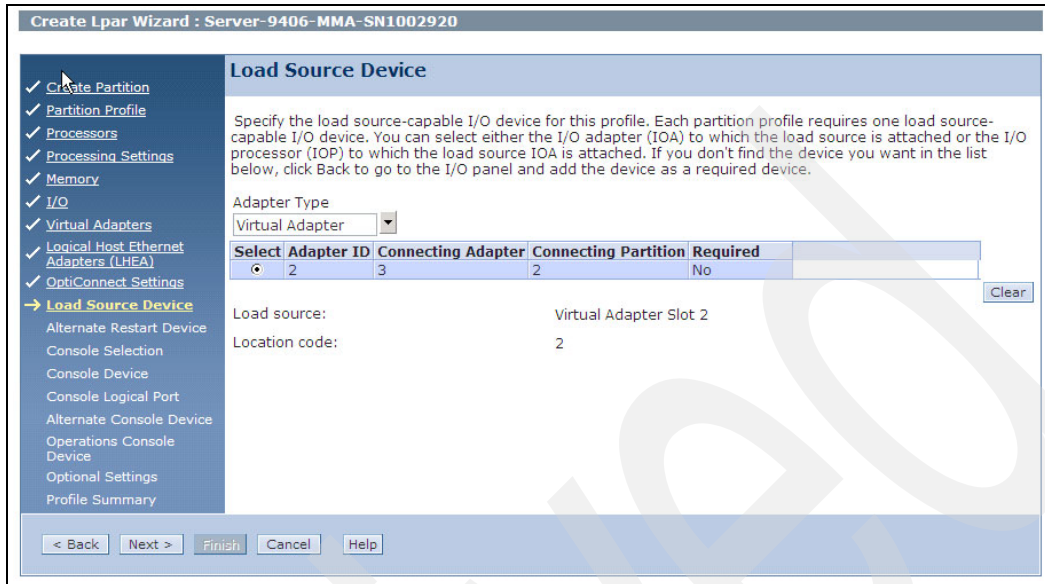 Create Lpar Wizard : Server-9406-MMA-SN1002920
Create Partition
Partition Profile
Processors
Processing Settings
Memory
I/O
Virtual Adapters
Logical Host Ethernet
Adapters (LHEA)
OptiConnect Settings
Load Source Device
Alternate Restart Device
Console Selection
Console Device
Console Logical Port
Alternate Console Device
Operations Console
Device
Optional Settings
Profile Summary
Load Source Device
Specify the load source-capable I/O device for this profile. Each partition profile requires one load source-
capable I/O device. You can select either the I/O adapter (IOA) to which the load source is attached or the I/O
processor (IOP) to which the load source IOA is attached. If you don't find the device you want in the list
below, click Back to go to the I/O panel and add the device as a required device.
Adapter Type
Virtual Adapter
Select Adapter ID Connecting Adapter Connecting Partition Required
2 3 2 No
Clear
Load source: Virtual Adapter Slot 2
Location code: 2
< Back Next > Finish Cancel Help